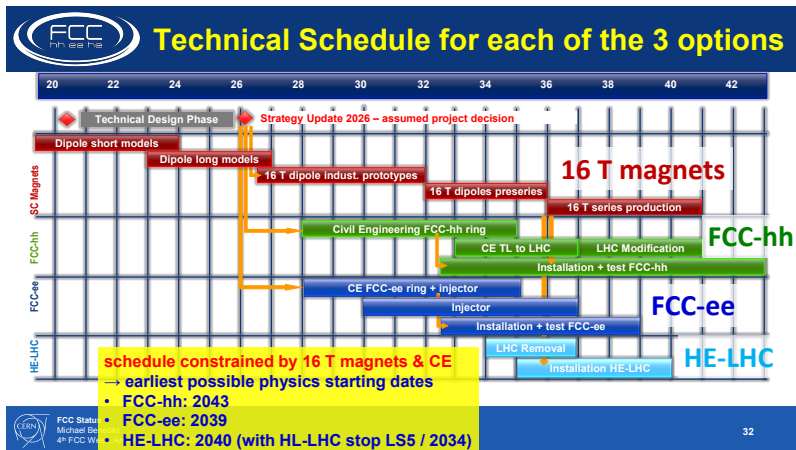 FCC
hh ee he
Technical Schedule for each of the 3 options
20 22 24 26 28 30 32 34 36 38 40 42
Technical Design Phase
Strategy Update 2026 – assumed project decision
SC Magnets
Dipole short models
Dipole long models
16 T dipole indust. prototypes
16 T dipoles preseries
16 T series production
16 T magnets
FCC-hh
Civil Engineering FCC-hh ring
CE TL to LHC
LHC Modification
Installation + test FCC-hh
FCC-hh
FCC-ee
CE FCC-ee ring + injector
Injector
Installation + test FCC-ee
FCC-ee
HE-LHC
LHC Removal
Installation HE-LHC
HE-LHC
schedule constrained by 16 T magnets & CE
→ earliest possible physics starting dates
• FCC-hh: 2043
• FCC-ee: 2039
• HE-LHC: 2040 (with HL-LHC stop LS5 / 2034)
CERN
FCC Status
Michael Be
4th FCC W
32